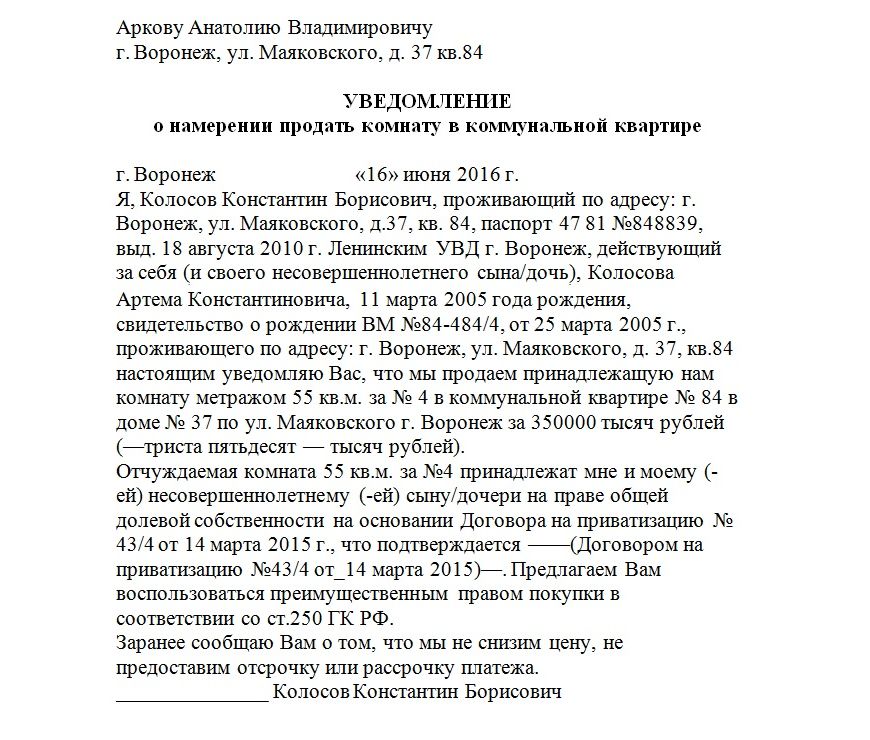 Аркову Анатолию Владимировичу
г. Воронеж, ул. Маяковского, д. 37 кв.84
УВЕДОМЛЕНИЕ
о намерении продать комнату в коммунальной квартире
г. Воронеж «16» июня 2016 г.
Я, Колосов Константин Борисович, проживающий по адресу: г.
Воронеж, ул. Маяковского, д.37, кв. 84, паспорт 47 81 №848839,
выд. 18 августа 2010 г. Ленинским УВД г. Воронеж, действующий
за себя (и своего несовершеннолетнего сына/дочь), Колосова
Артема Константиновича, 11 марта 2005 года рождения,
свидетельство о рождении ВМ №84-484/4, от 25 марта 2005 г.,
проживающего по адресу: г. Воронеж, ул. Маяковского, д. 37, кв.84
настоящим уведомляю Вас, что мы продаем принадлежащую нам
комнату метражом 55 кв.м. за № 4 в коммунальной квартире № 84 в
доме № 37 по ул. Маяковского г. Воронеж за 350000 тысяч рублей
(—триста пятьдесят — тысяч рублей).
Отчуждаемая комната 55 кв.м. за №4 принадлежат мне и моему (-
ей) несовершеннолетнему (-ей) сыну/дочери на праве общей
долевой собственности на основании Договора на приватизацию №
43/4 от 14 марта 2015 г., что подтверждается ——(Договором на
приватизацию №43/4 от_14 марта 2015)—. Предлагаем Вам
воспользоваться преимущественным правом покупки в
соответствии со ст.250 ГК РФ.
Заранее сообщаю Вам о том, что мы не снизим цену, не
предоставим отсрочку или рассрочку платежа.
______________ Колосов Константин Борисович